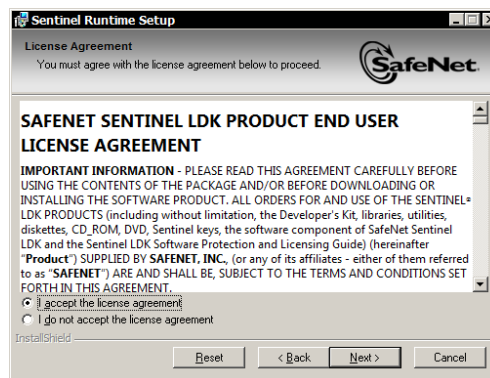 Sentinel Runtime Setup
License Agreement
You must agree with the license agreement below to proceed.
SafeNet.
SAFENET SENTINEL LDK PRODUCT END USER
LICENSE AGREEMENT
IMPORTANT INFORMATION - PLEASE READ THIS AGREEMENT CAREFULLY BEFORE
USING THE CONTENTS OF THE PACKAGE AND/OR BEFORE DOWNLOADING OR
INSTALLING THE SOFTWARE PRODUCT. ALL ORDERS FOR AND USE OF THE SENTINEL®
LDK PRODUCTS (including without limitation, the Developer's Kit, libraries, utilities,
diskettes, CD_ROM, DVD, Sentinel keys, the software component of SafeNet Sentinel
LDK and the Sentinel LDK Software Protection and Licensing Guide) (hereinafter
"Product") SUPPLIED BY SAFENET, INC., (or any of its affiliates - either of them referred
to as "SAFENET") ARE AND SHALL BE, SUBJECT TO THE TERMS AND CONDITIONS SET
FORTH IN THIS AGREEMENT.
I accept the license agreement
I do not accept the license agreement
InstallShield
Reset
< Back
Next >
Cancel